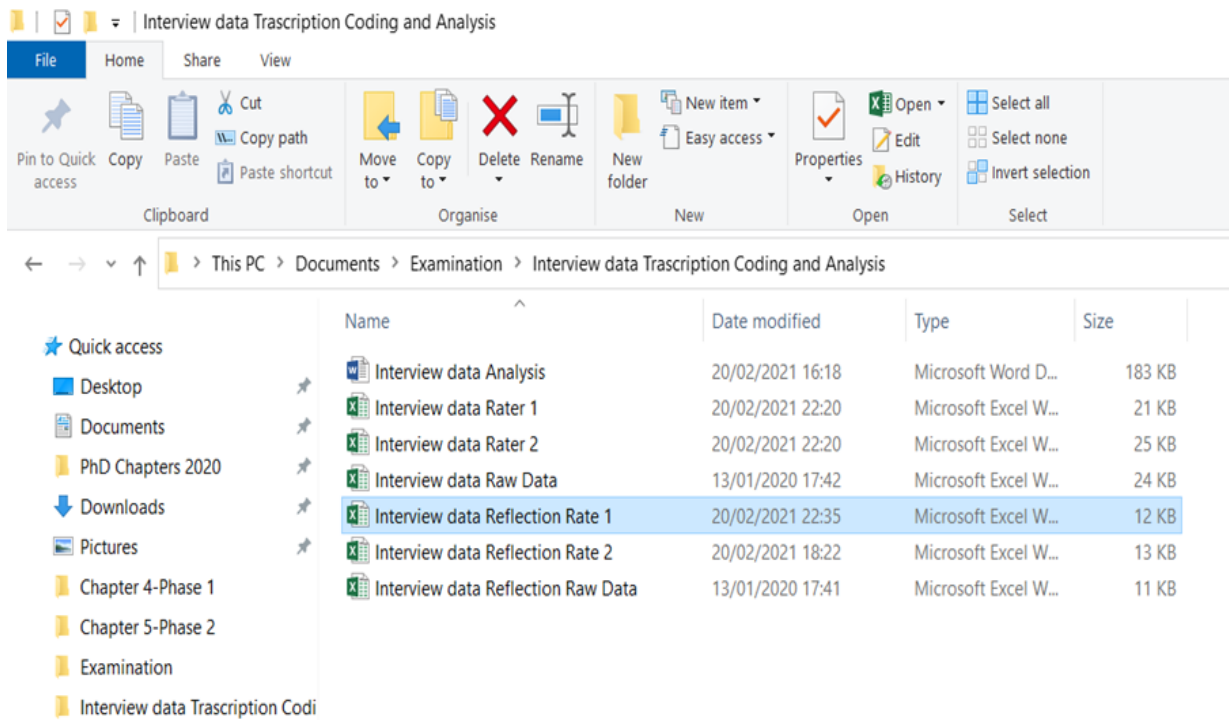 Interview data Trascription Coding and Analysis
File Home Share View
Pin to Quick access
Copy
Paste
Cut
Copy path
Paste shortcut
Clipboard
Move to
Copy to
Delete
Rename
Organise
New folder
New item
Easy access
New
Properties
Open
Edit
History
Open
Select all
Select none
Invert selection
Select
This PC > Documents > Examination > Interview data Trascription Coding and Analysis
Quick access
Desktop
Documents
PhD Chapters 2020
Downloads
Pictures
Chapter 4-Phase 1
Chapter 5-Phase 2
Examination
Interview data Trascription Codi
Name Date modified Type Size
Interview data Analysis 20/02/2021 16:18 Microsoft Word D... 183 KB
Interview data Rater 1 20/02/2021 22:20 Microsoft Excel W... 21 KB
Interview data Rater 2 20/02/2021 22:20 Microsoft Excel W... 25 KB
Interview data Raw Data 13/01/2020 17:42 Microsoft Excel W... 24 KB
Interview data Reflection Rate 1 20/02/2021 22:35 Microsoft Excel W... 12 KB
Interview data Reflection Rate 2 20/02/2021 18:22 Microsoft Excel W... 13 KB
Interview data Reflection Raw Data 13/01/2020 17:41 Microsoft Excel W... 11 KB